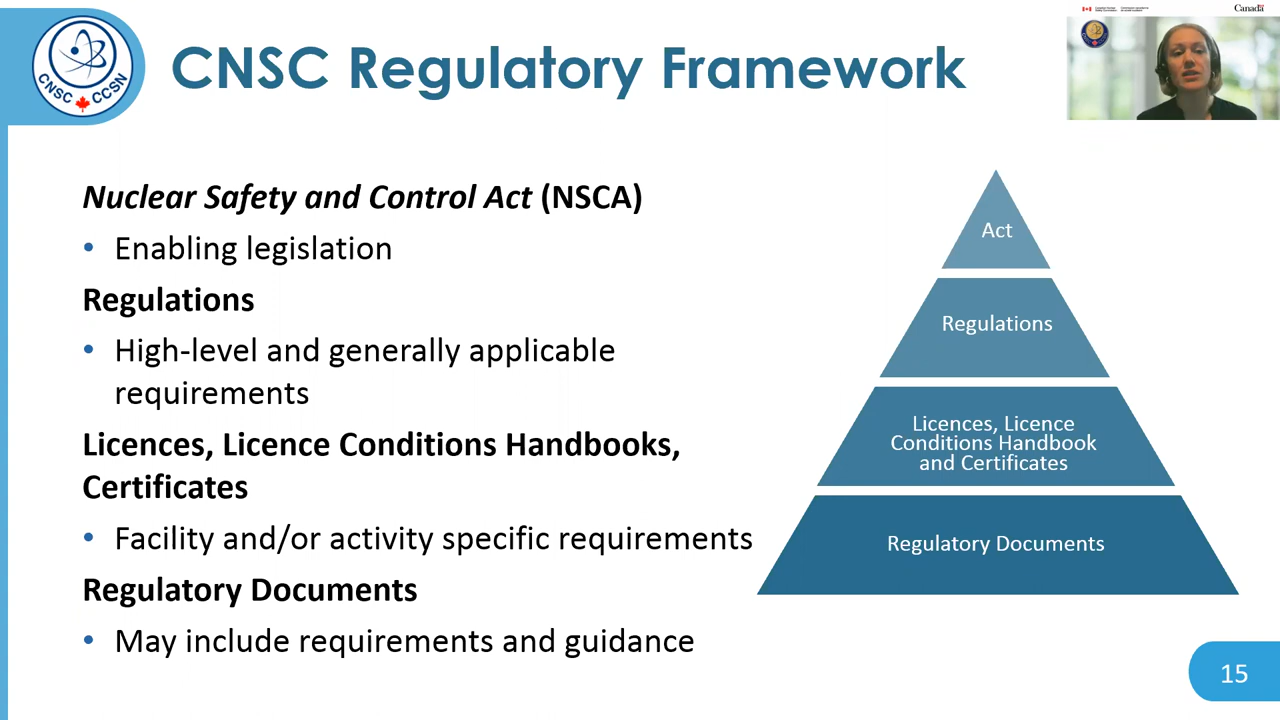 CNSC Regulatory Framework
CNSC CCSN
Canada
Nuclear Safety and Control Act (NSCA)
• Enabling legislation
Regulations
• High-level and generally applicable
requirements
Licences, Licence Conditions Handbooks,
Certificates
• Facility and/or activity specific requirements
Regulatory Documents
• May include requirements and guidance
Act
Regulations
Licences, Licence
Conditions Handbook
and Certificates
Regulatory Documents
15